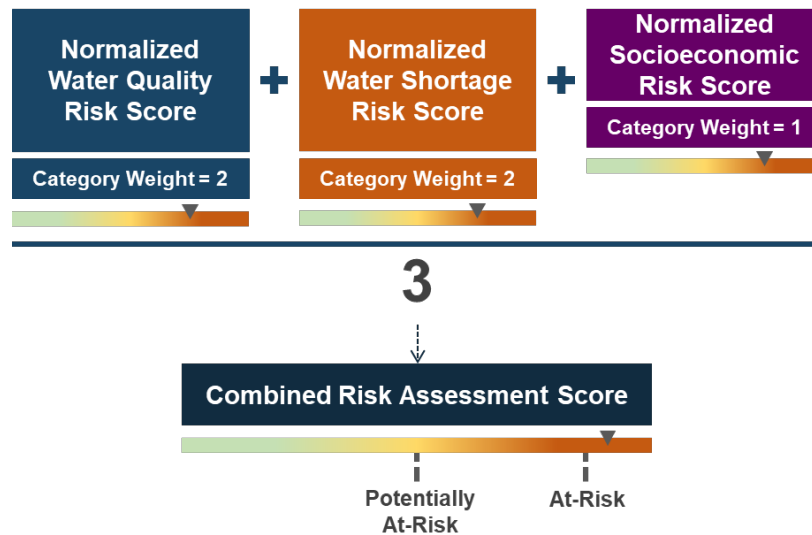 Normalized
Water Quality
Risk Score
+
Normalized
Water Shortage
Risk Score
+
Normalized
Socioeconomic
Risk Score
Category Weight = 2
Category Weight = 2
Category Weight = 1
3
Combined Risk Assessment Score
Potentially
At-Risk
At-Risk